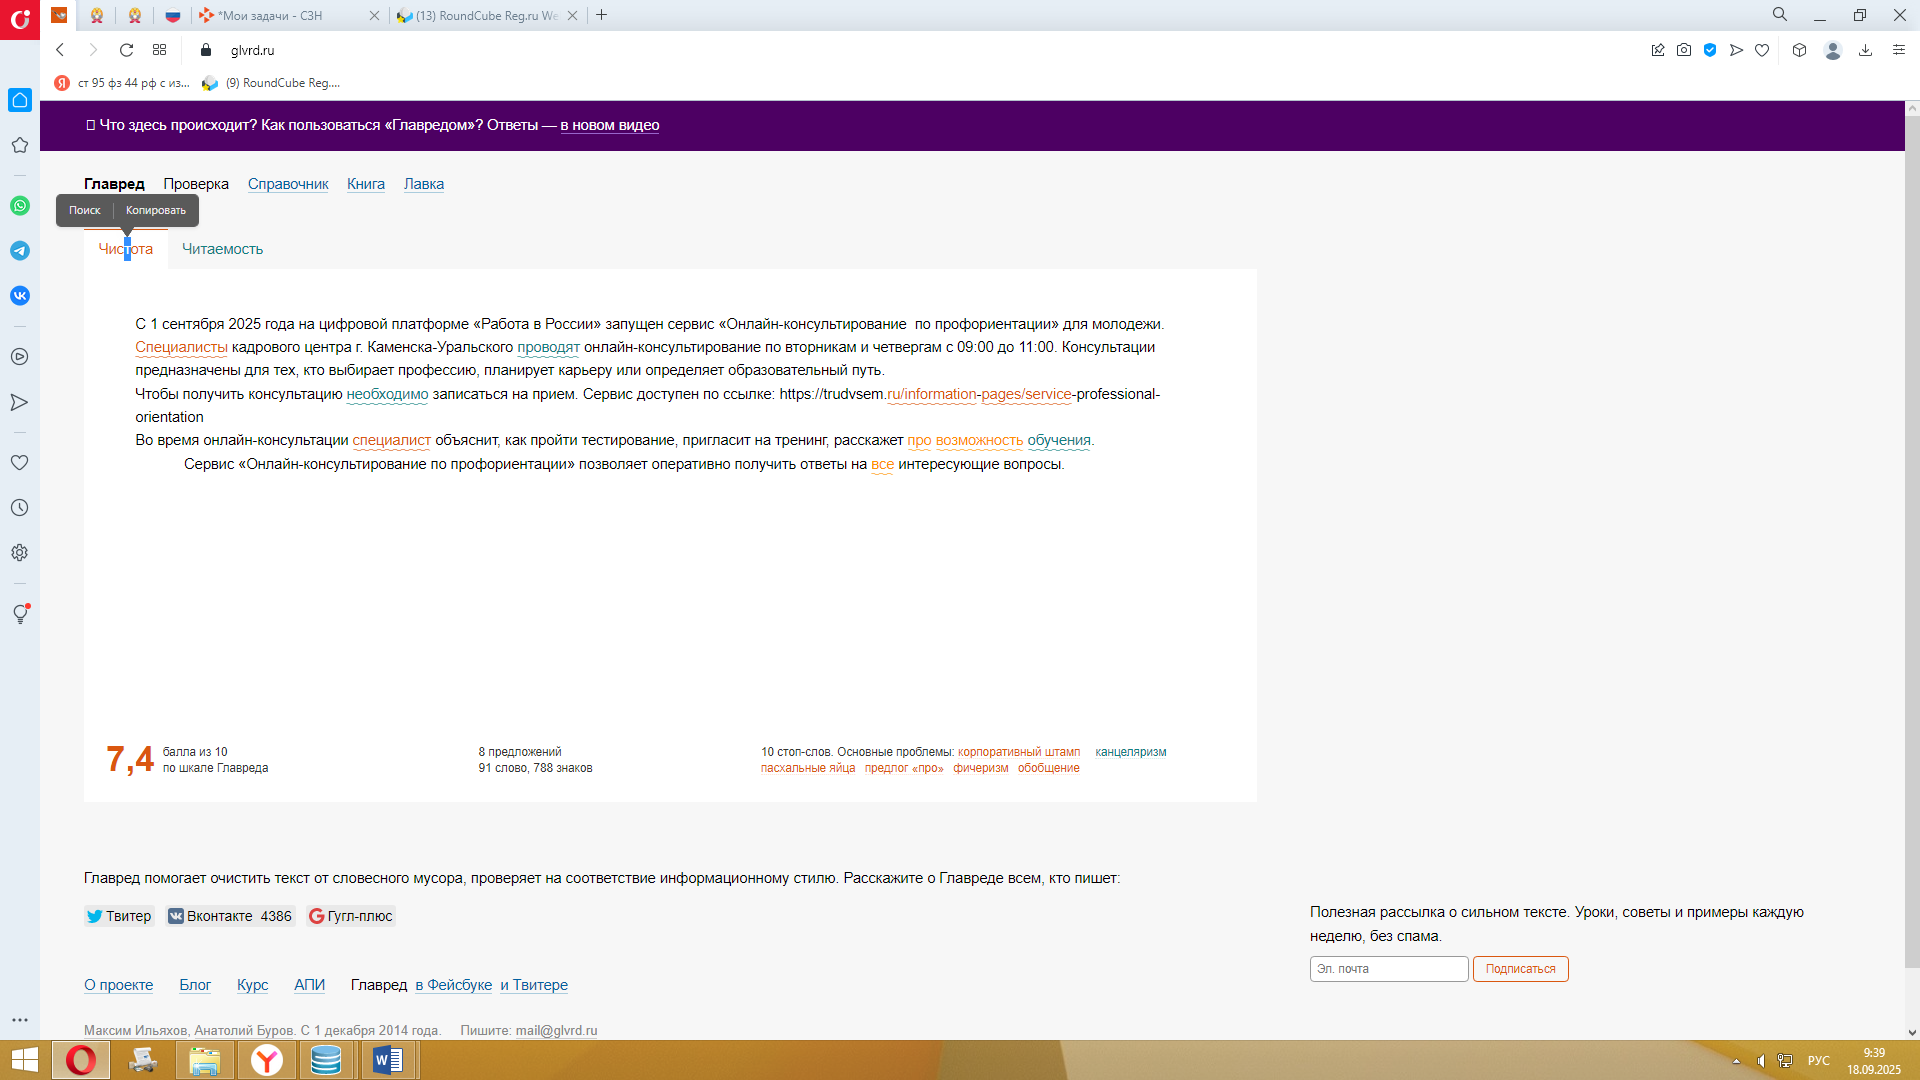 *Мои задачи - СЗН
(13) RoundCube Reg.ru We
glvrd.ru
ст 95 фз 44 рф с из...
(9) RoundCube Reg....
Что здесь происходит? Как пользоваться «Главредом»? Ответы — в новом видео
Главред Проверка Справочник Книга Лавка
Поиск Копировать
Чистота Читаемость
С 1 сентября 2025 года на цифровой платформе «Работа в России» запущен сервис «Онлайн-консультирование по профориентации» для молодежи.
Специалисты кадрового центра г. Каменска-Уральского проводят онлайн-консультирование по вторникам и четвергам с 09:00 до 11:00. Консультации
предназначены для тех, кто выбирает профессию, планирует карьеру или определяет образовательный путь.
Чтобы получить консультацию необходимо записаться на прием. Сервис доступен по ссылке: https://trudvsem.ru/information-pages/service-professional-
orientation
Во время онлайн-консультации специалист объяснит, как пройти тестирование, пригласит на тренинг, расскажет про возможность обучения.
Сервис «Онлайн-консультирование по профориентации» позволяет оперативно получить ответы на все интересующие вопросы.
7,4 балла из 10
по шкале Главреда
8 предложений
91 слово, 788 знаков
10 стоп-слов. Основные проблемы: корпоративный штамп канцеляризм
пасхальные яйца предлог «про» фичеризм обобщение
Главред помогает очистить текст от словесного мусора, проверяет на соответствие информационному стилю. Расскажите о Главреде всем, кто пишет:
Твитер Вконтакте 4386 Гугл-плюс
Полезная рассылка о сильном тексте. Уроки, советы и примеры каждую
неделю, без спама.
Эл. почта Подписаться
О проекте Блог Курс АПИ Главред в Фейсбуке и Твитере
Максим Ильяхов, Анатолий Буров. С 1 декабря 2014 года. Пишите: mail@glvrd.ru
РУС
9:39
18.09.2025